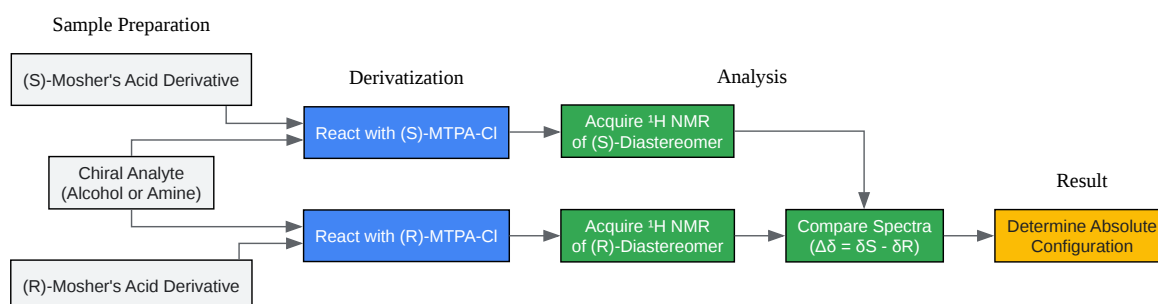 Sample Preparation
(S)-Mosher's Acid Derivative
Derivatization
Analysis
React with (S)-MTPA-Cl
Acquire ¹H NMR
of (S)-Diastereomer
Chiral Analyte
(Alcohol or Amine)
Result
React with (R)-MTPA-Cl
Acquire ¹H NMR
of (R)-Diastereomer
Compare Spectra
(Δδ = δS - δR)
Determine Absolute
Configuration
(R)-Mosher's Acid Derivative